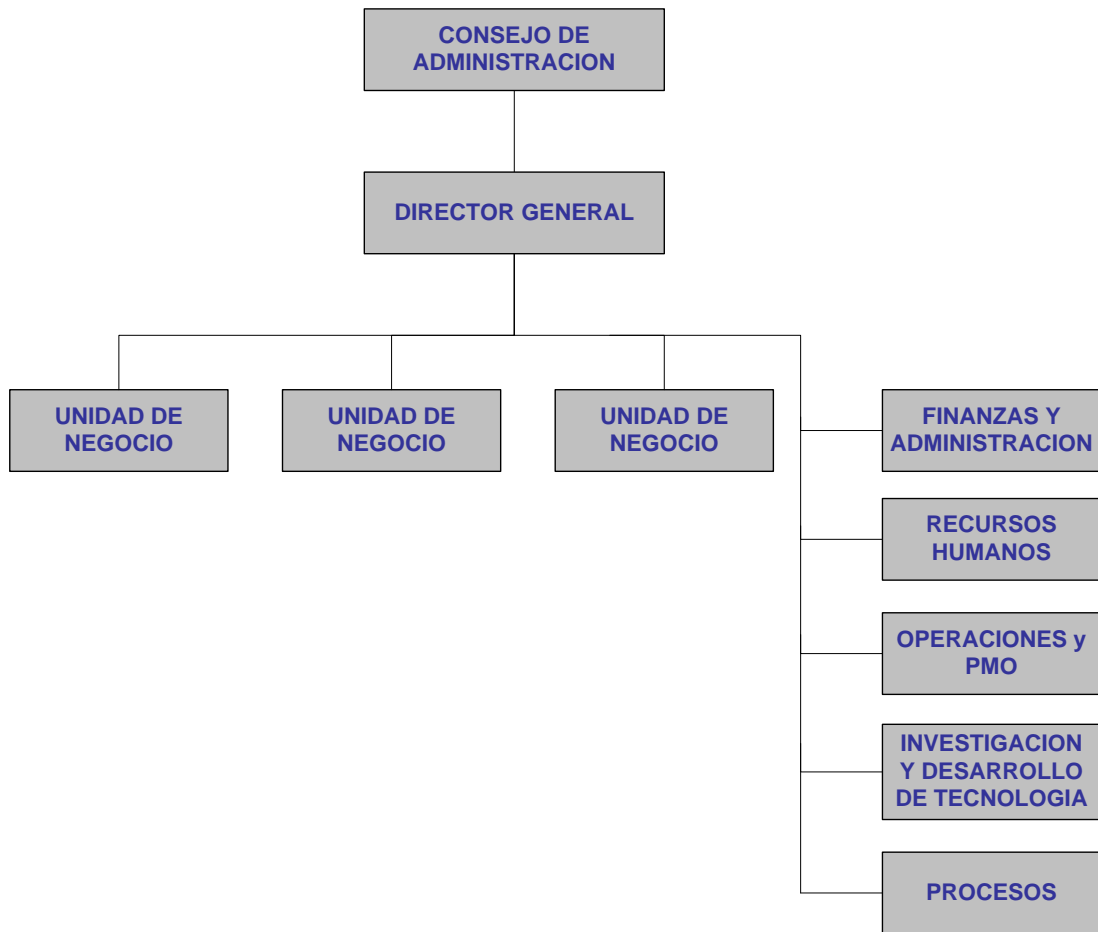 CONSEJO DE
ADMINISTRACION
DIRECTOR GENERAL
UNIDAD DE
NEGOCIO
UNIDAD DE
NEGOCIO
UNIDAD DE
NEGOCIO
FINANZAS Y
ADMINISTRACION
RECURSOS
HUMANOS
OPERACIONES y
PMO
INVESTIGACION
Y DESARROLLO
DE TECNOLOGIA
PROCESOS